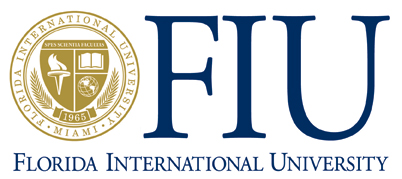 FLORIDA INTERNATIONAL UNIVERSITY
SPES SCIENTIA FACULTAS
1965
• MIAMI •
FIU
FLORIDA INTERNATIONAL UNIVERSITY